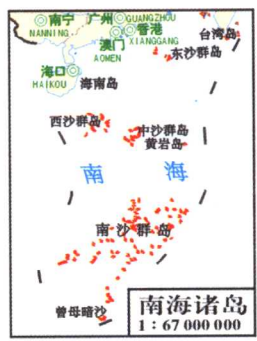 南宁
NANNING
广州
GUANGZHOU
香港
XIANGGANG
澳门
AOMEN
台湾岛
东沙群岛
海口
HAIKOU
海南岛
西沙群岛
中沙群岛
黄岩岛
南海
南沙群岛
曾母暗沙
南海诸岛
1：67 000 000